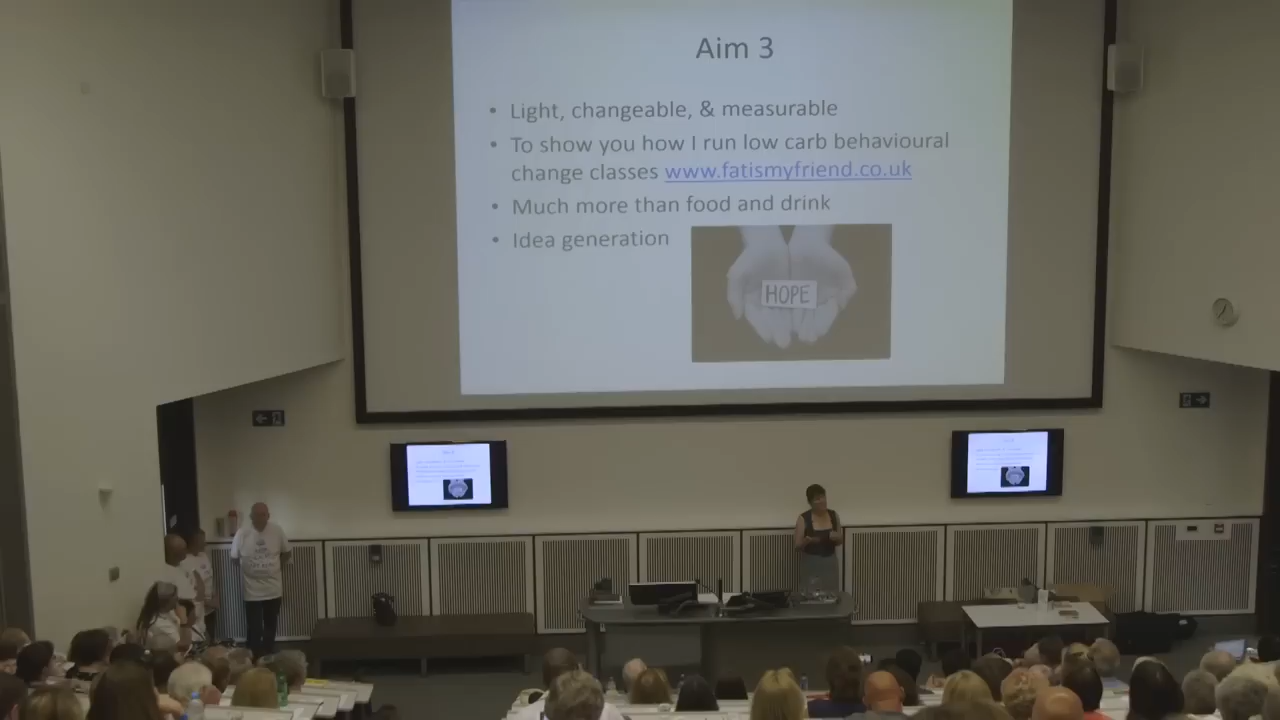 Aim 3
• Light, changeable, & measurable
• To show you how I run low carb behavioural
change classes www.fatismyfriend.co.uk
• Much more than food and drink
• Idea generation
HOPE